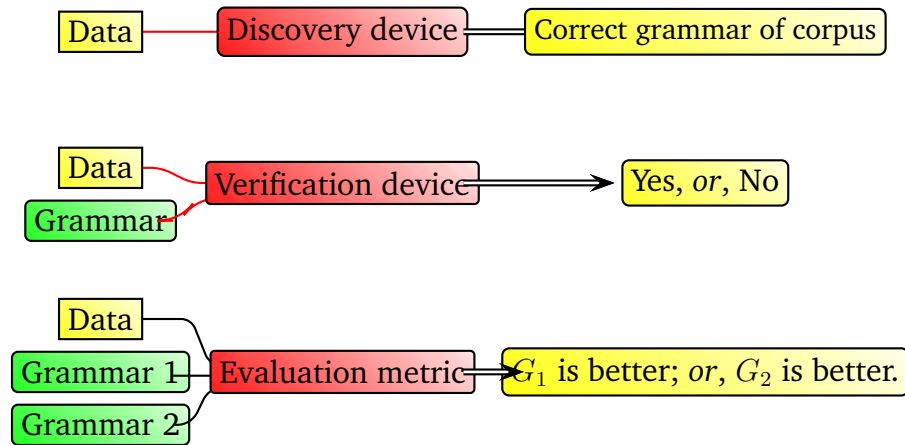 Data Discovery device Correct grammar of corpus
Data
Verification device Yes, or, No
Grammar
Data
Grammar 1 Evaluation metric G₁ is better; or, G₂ is better.
Grammar 2